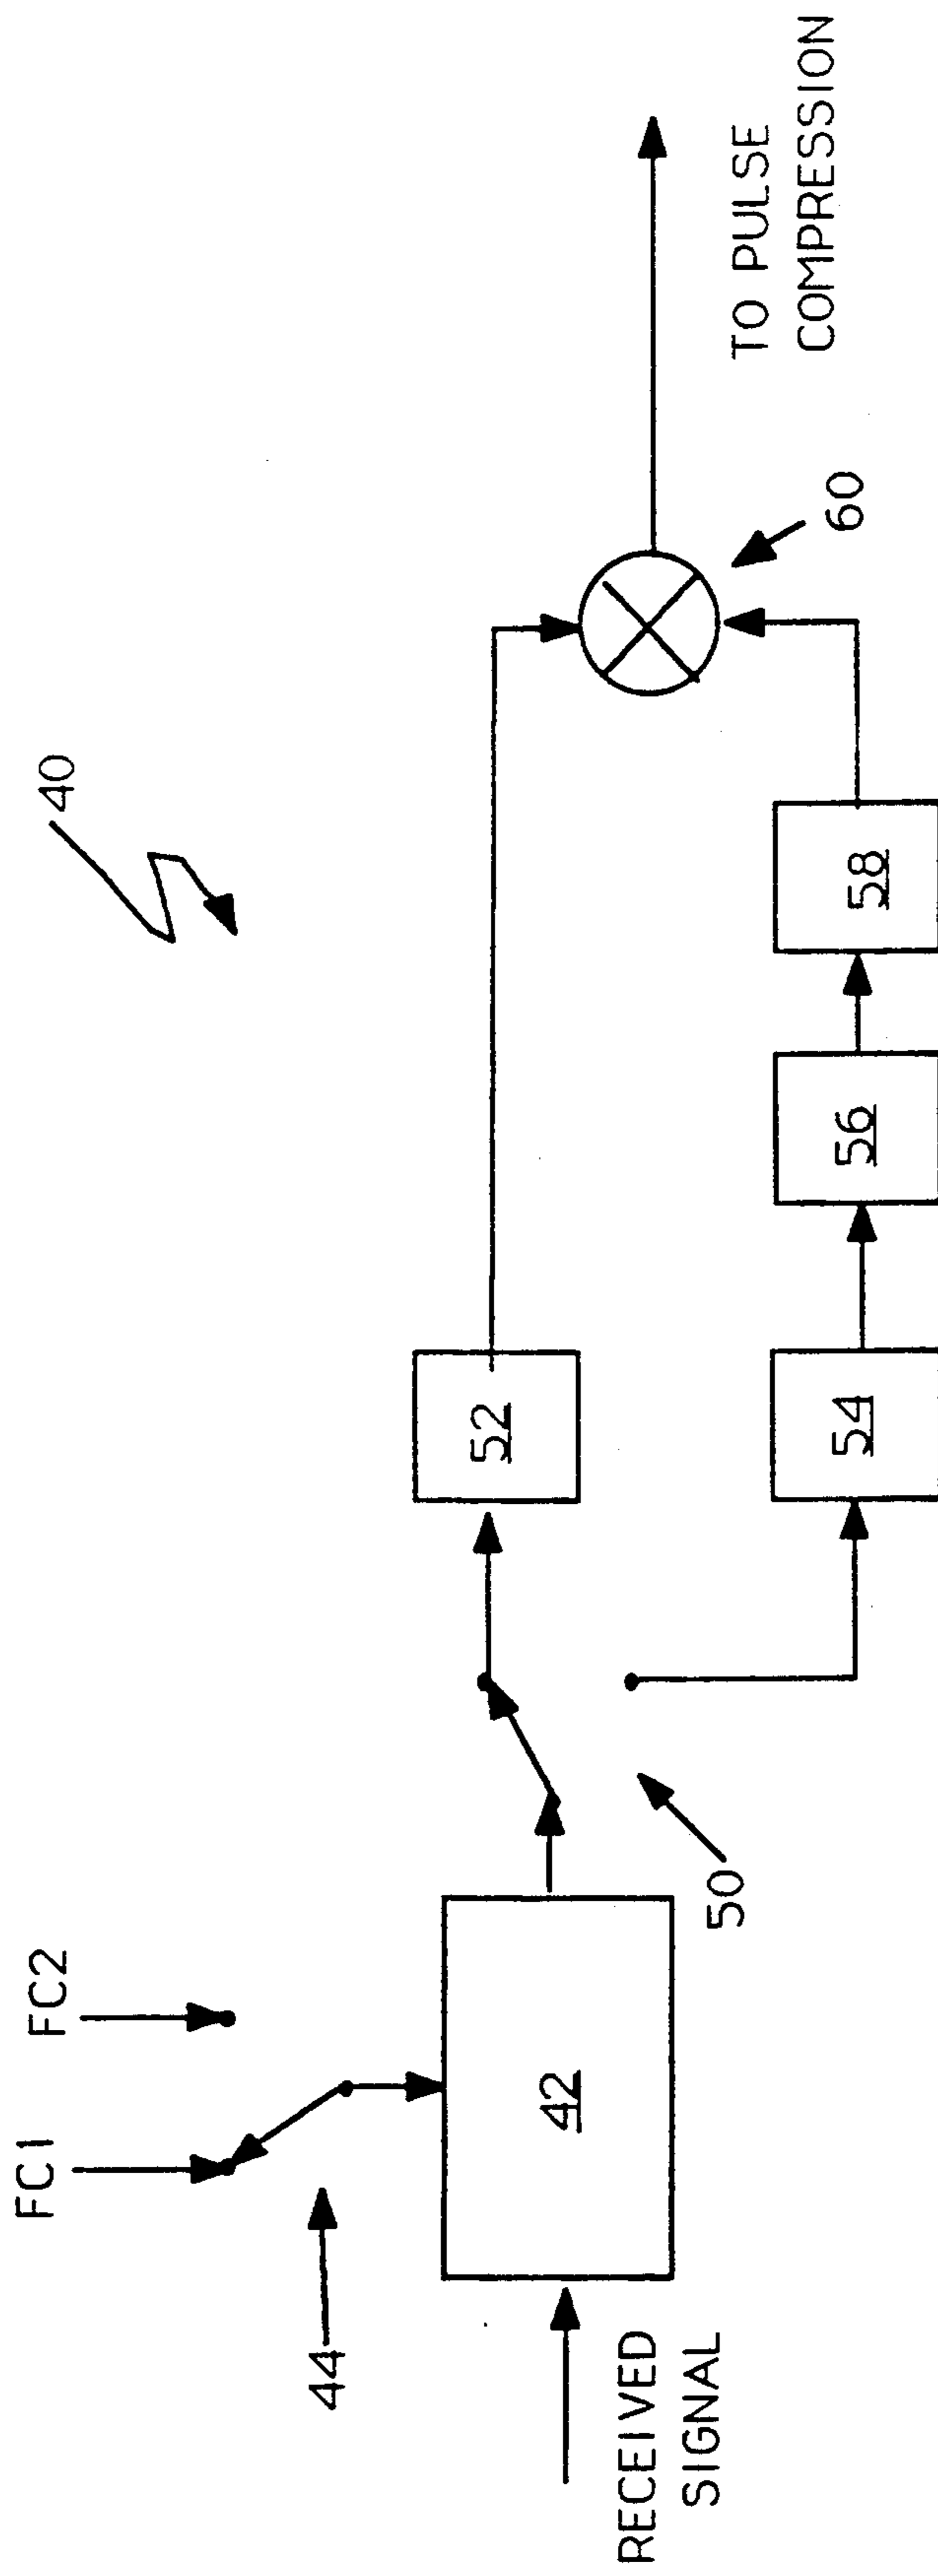 40
FC1
FC2
44
RECEIVED
SIGNAL
42
50
52
54
56
58
60
TO PULSE
COMPRESSION